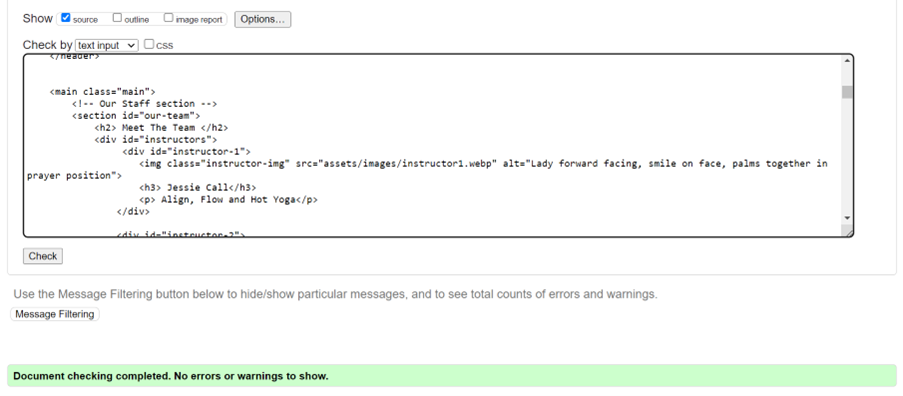 Show source outline image report Options...
Check by text input css
</header>
<main class="main">
<!-- Our Staff section -->
<section id="our-team">
<h2> Meet The Team </h2>
<div id="instructors">
<div id="instructor-1">
<img class="instructor-img" src="assets/images/instructor1.webp" alt="Lady forward facing, smile on face, palms together in
prayer position">
<h3> Jessie Call</h3>
<p> Align, Flow and Hot Yoga</p>
</div>
<div id="instructor-2">
Check
Use the Message Filtering button below to hide/show particular messages, and to see total counts of errors and warnings.
Message Filtering
Document checking completed. No errors or warnings to show.